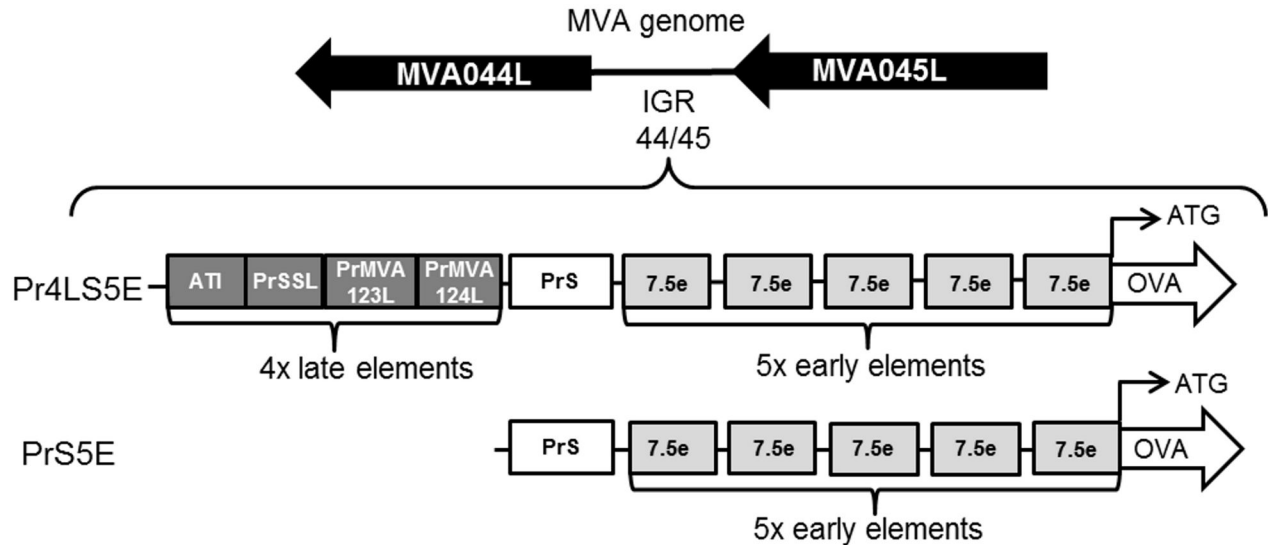 MVA genome
MVA044L
MVA045L
IGR
44/45
ATG
Pr4LS5E
ATI
PrSSL
PrMVA
123L
PrMVA
124L
PrS
7.5e
7.5e
7.5e
7.5e
7.5e
OVA
4x late elements
5x early elements
ATG
PrS5E
PrS
7.5e
7.5e
7.5e
7.5e
7.5e
OVA
5x early elements